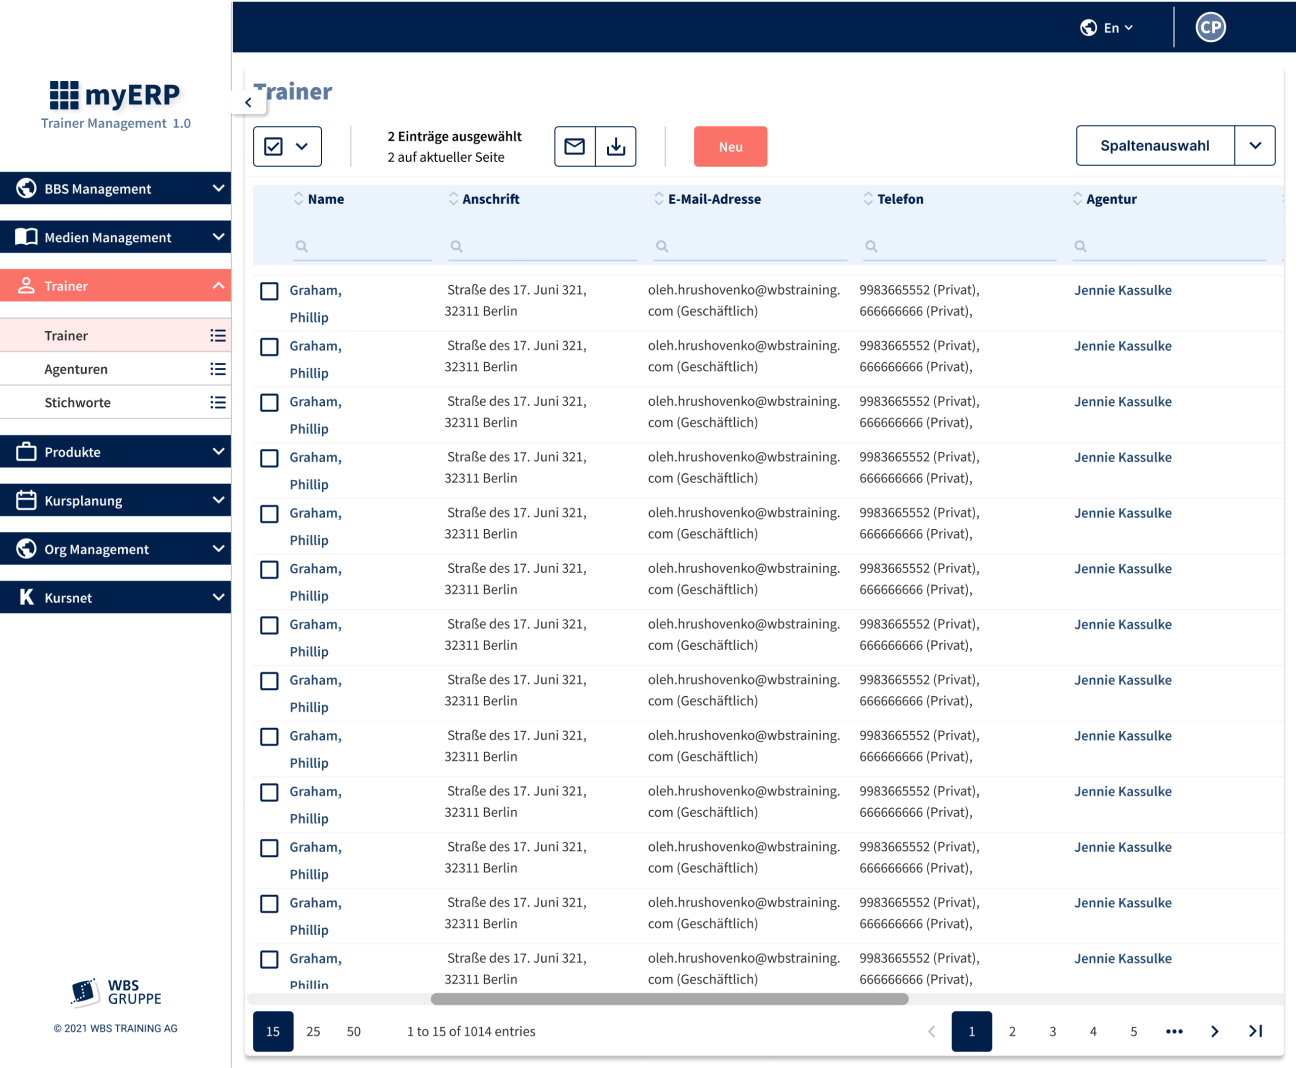 En
CP
myERP
Trainer Management 1.0
Trainer
2 Einträge ausgewählt
2 auf aktueller Seite
Neu
Spaltenauswahl
BBS Management
Medien Management
Trainer
Trainer
Agenturen
Stichworte
Produkte
Kursplanung
Org Management
K Kursnet
WBS
GRUPPE
© 2021 WBS TRAINING AG
Name Anschrift E-Mail-Adresse Telefon Agentur
Graham, Straße des 17. Juni 321, oleh.hrushovenko@wbstraining. 9983665552 (Privat), Jennie Kassulke
Phillip 32311 Berlin com (Geschäftlich) 666666666 (Privat),
Graham, Straße des 17. Juni 321, oleh.hrushovenko@wbstraining. 9983665552 (Privat), Jennie Kassulke
Phillip 32311 Berlin com (Geschäftlich) 666666666 (Privat),
Graham, Straße des 17. Juni 321, oleh.hrushovenko@wbstraining. 9983665552 (Privat), Jennie Kassulke
Phillip 32311 Berlin com (Geschäftlich) 666666666 (Privat),
Graham, Straße des 17. Juni 321, oleh.hrushovenko@wbstraining. 9983665552 (Privat), Jennie Kassulke
Phillip 32311 Berlin com (Geschäftlich) 666666666 (Privat),
Graham, Straße des 17. Juni 321, oleh.hrushovenko@wbstraining. 9983665552 (Privat), Jennie Kassulke
Phillip 32311 Berlin com (Geschäftlich) 666666666 (Privat),
Graham, Straße des 17. Juni 321, oleh.hrushovenko@wbstraining. 9983665552 (Privat), Jennie Kassulke
Phillip 32311 Berlin com (Geschäftlich) 666666666 (Privat),
Graham, Straße des 17. Juni 321, oleh.hrushovenko@wbstraining. 9983665552 (Privat), Jennie Kassulke
Phillip 32311 Berlin com (Geschäftlich) 666666666 (Privat),
Graham, Straße des 17. Juni 321, oleh.hrushovenko@wbstraining. 9983665552 (Privat), Jennie Kassulke
Phillip 32311 Berlin com (Geschäftlich) 666666666 (Privat),
Graham, Straße des 17. Juni 321, oleh.hrushovenko@wbstraining. 9983665552 (Privat), Jennie Kassulke
Phillip 32311 Berlin com (Geschäftlich) 666666666 (Privat),
Graham, Straße des 17. Juni 321, oleh.hrushovenko@wbstraining. 9983665552 (Privat), Jennie Kassulke
Phillip 32311 Berlin com (Geschäftlich) 666666666 (Privat),
Graham, Straße des 17. Juni 321, oleh.hrushovenko@wbstraining. 9983665552 (Privat), Jennie Kassulke
Phillip 32311 Berlin com (Geschäftlich) 666666666 (Privat),
Graham, Straße des 17. Juni 321, oleh.hrushovenko@wbstraining. 9983665552 (Privat), Jennie Kassulke
Phillip 32311 Berlin com (Geschäftlich) 666666666 (Privat),
Graham, Straße des 17. Juni 321, oleh.hrushovenko@wbstraining. 9983665552 (Privat), Jennie Kassulke
Phillip 32311 Berlin com (Geschäftlich) 666666666 (Privat),
15 25 50 1 to 15 of 1014 entries 1 2 3 4 5 •••